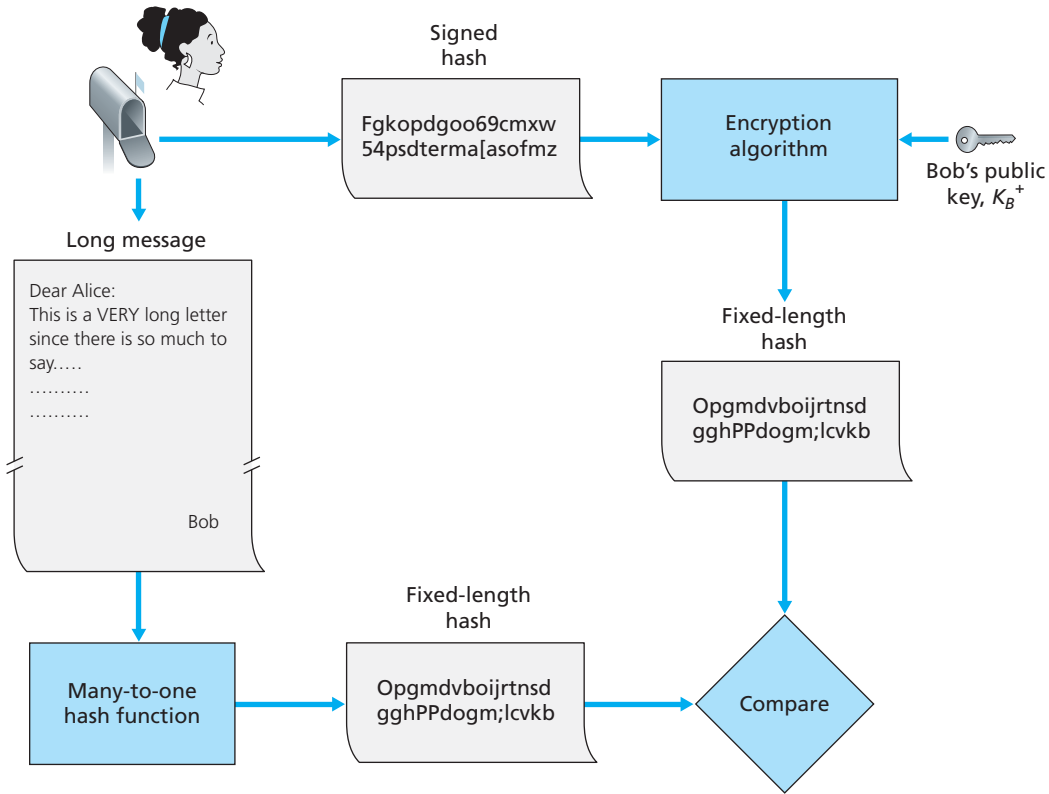 Signed
hash
Fgkopdgoo69cmxw
54psdterma[asofmz
Encryption
algorithm
Bob’s public
key, K_B^+
Long message
Dear Alice:
This is a VERY long letter
since there is so much to
say.....
..........
..........
Bob
Fixed-length
hash
Opgmdvboijrtnsd
gghPPdogm;lcvkb
Many-to-one
hash function
Fixed-length
hash
Opgmdvboijrtnsd
gghPPdogm;lcvkb
Compare